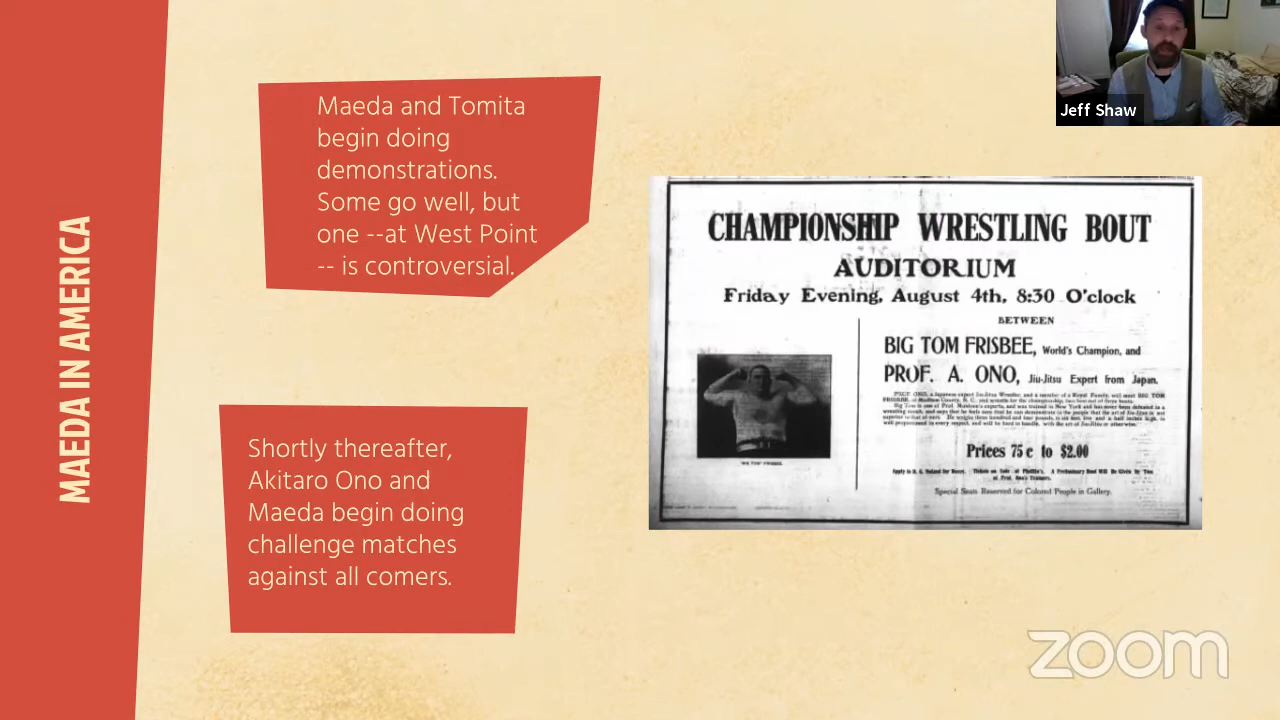 MAEDA IN AMERICA
Maeda and Tomita
begin doing
demonstrations.
Some go well, but
one --at West Point
-- is controversial.
Shortly thereafter,
Akitaro Ono and
Maeda begin doing
challenge matches
against all comers.
CHAMPIONSHIP WRESTLING BOUT
AUDITORIUM
Friday Evening, August 4th, 8:30 O'clock
BETWEEN
BIG TOM FRISBEE, World's Champion, and
PROF. A. ONO, Jiu-Jitsu Expert from Japan.
Prices 75c to $2.00
Special Seats Reserved for Colored People in Gallery.
Jeff Shaw
zoom